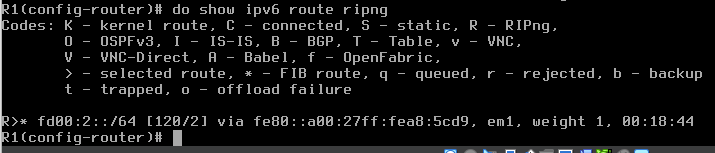 R1(config-router)# do show ipv6 route ripng
Codes: K - kernel route, C - connected, S - static, R - RIPng,
O - OSPFv3, I - IS-IS, B - BGP, T - Table, v - VNC,
V - VNC-Direct, A - Babel, f - OpenFabric,
> - selected route, * - FIB route, q - queued, r - rejected, b - backup
t - trapped, o - offload failure
R>* fd00:2::/64 [120/2] via fe80::a00:27ff:fea8:5cd9, em1, weight 1, 00:18:44
R1(config-router)#